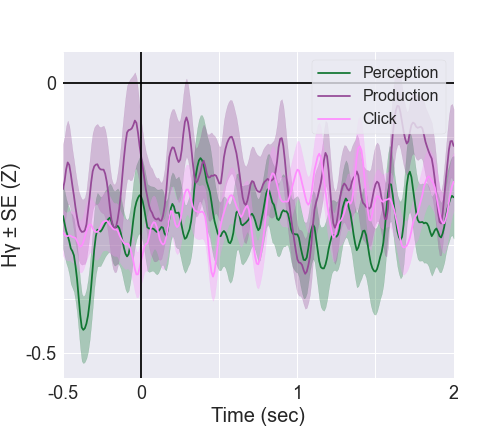 Perception
Production
Click
Hγ ± SE (Z)
0
-0.5
-0.5 0 1 2
Time (sec)